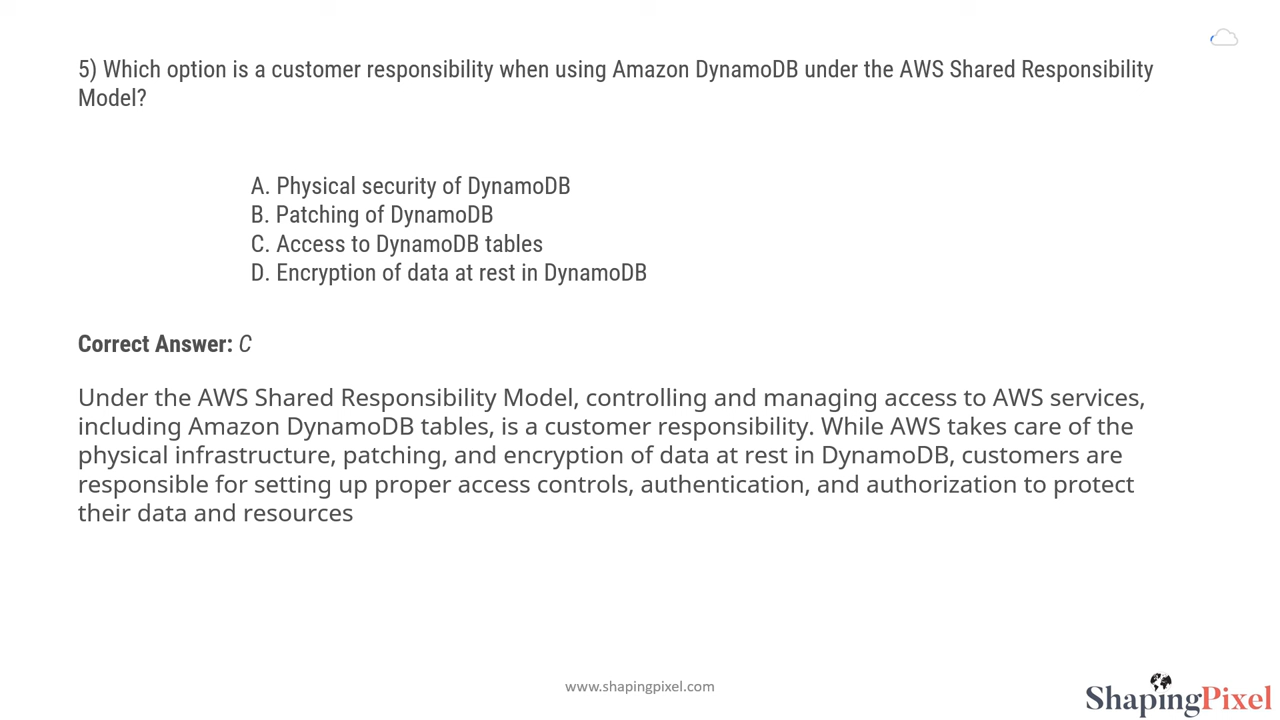 5) Which option is a customer responsibility when using Amazon DynamoDB under the AWS Shared Responsibility
Model?
A. Physical security of DynamoDB
B. Patching of DynamoDB
C. Access to DynamoDB tables
D. Encryption of data at rest in DynamoDB
Correct Answer: C
Under the AWS Shared Responsibility Model, controlling and managing access to AWS services,
including Amazon DynamoDB tables, is a customer responsibility. While AWS takes care of the
physical infrastructure, patching, and encryption of data at rest in DynamoDB, customers are
responsible for setting up proper access controls, authentication, and authorization to protect
their data and resources
www.shapingpixel.com
ShapingPixel